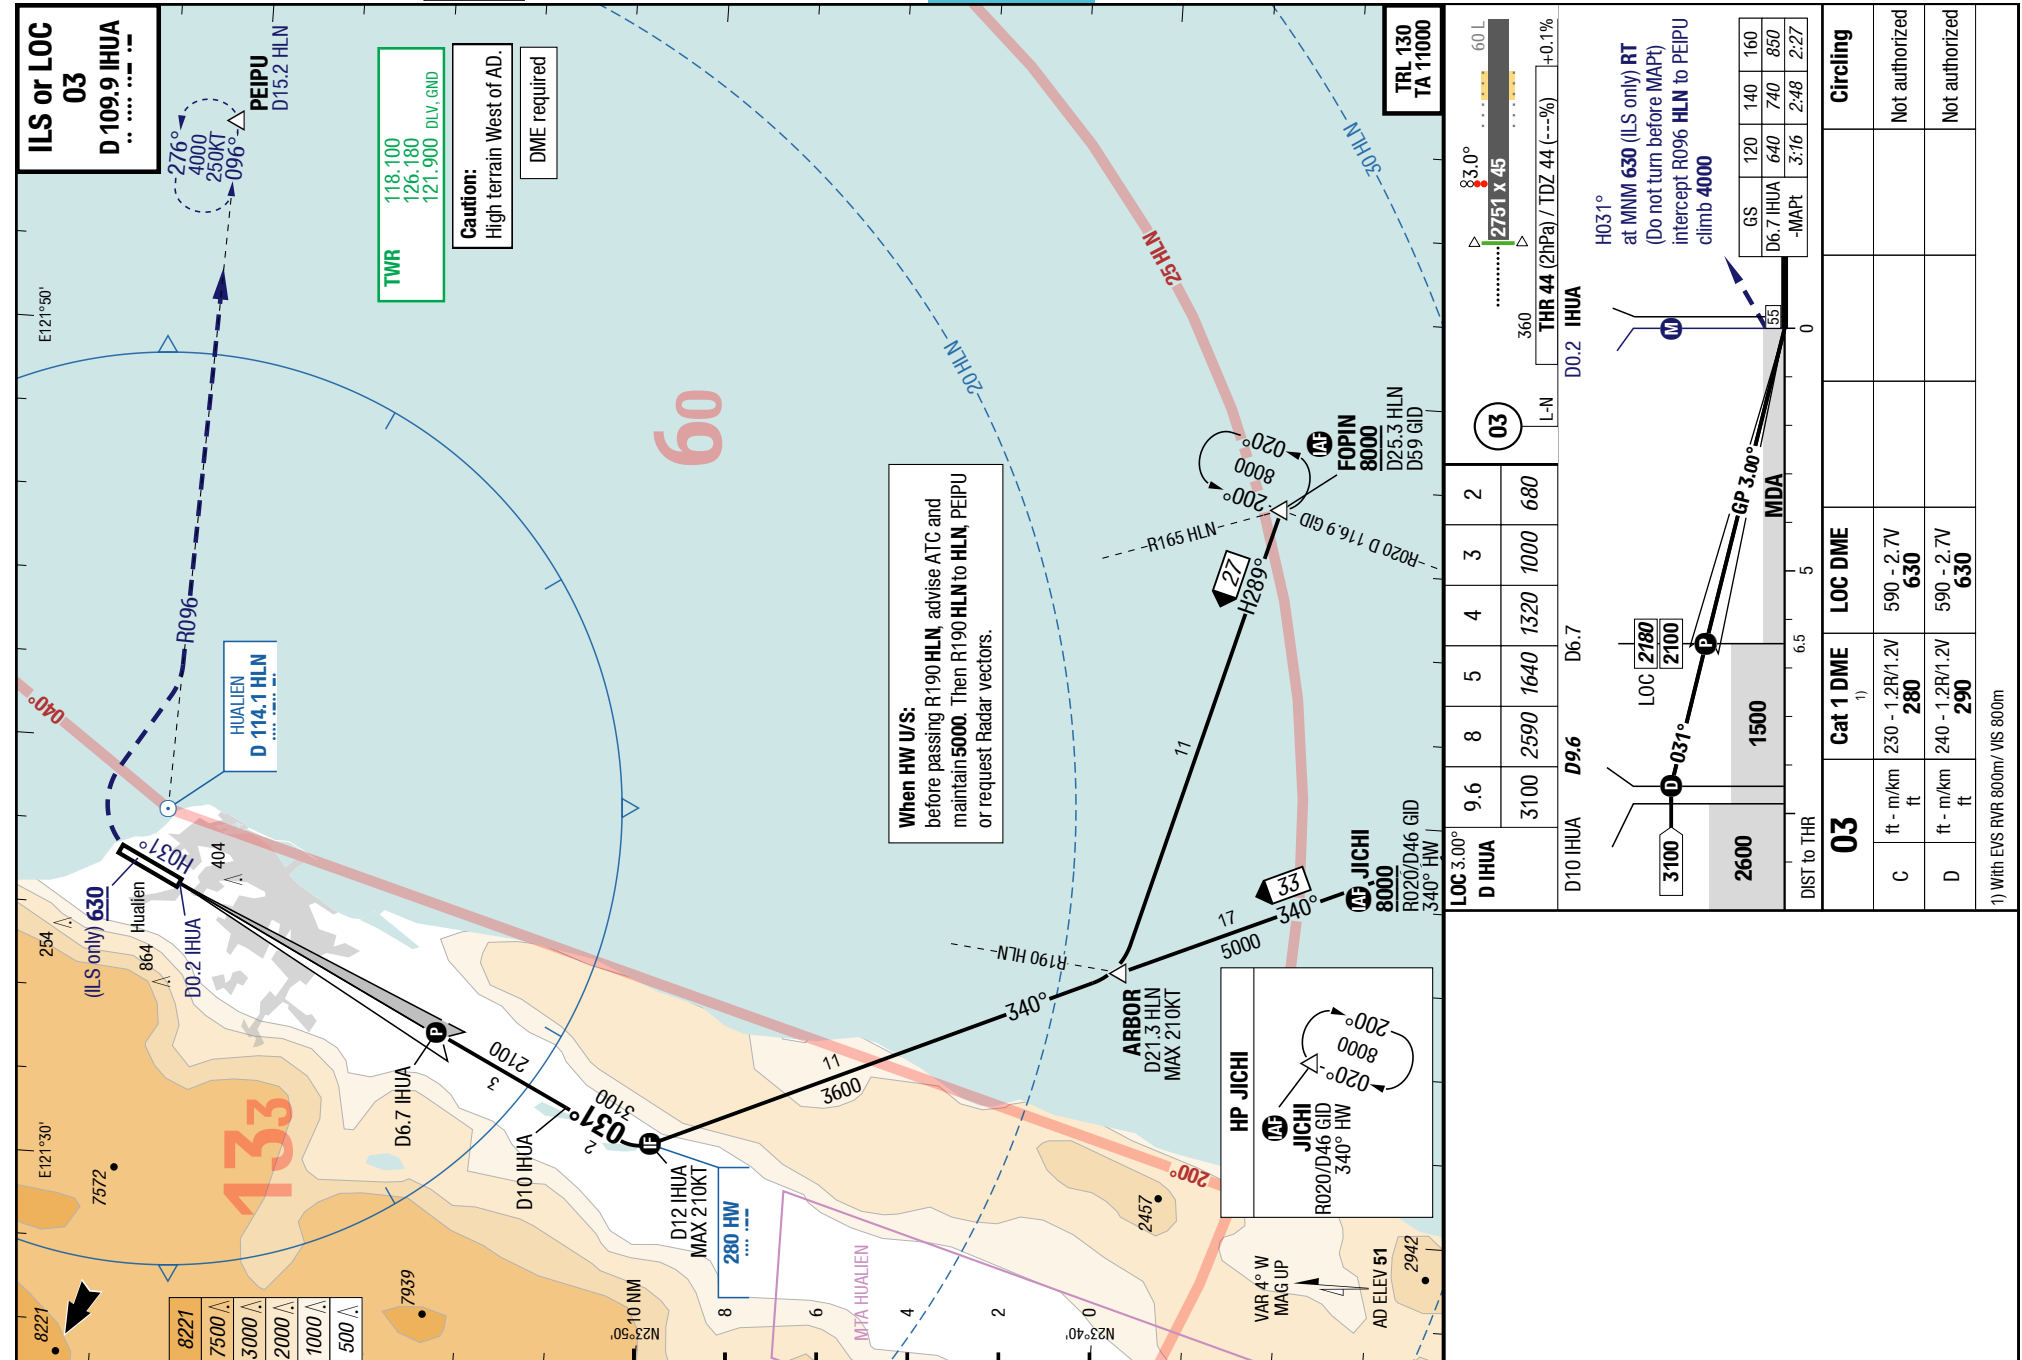 ILS or LOC
03
D 109.9 IHUA
PEIPU
D15.2 HLN
276°
4000
250KT
096°
TWR 118.100
126.180
121.900 DLV, GND
Caution:
High terrain West of AD.
DME required
TRL 130
TA 11000
E121°50'
R096
HUALIEN
D 114.1 HLN
040°
60
20 HLN
25 HLN
30 HLN
When HW U/S:
before passing R190 HLN, advise ATC and
maintain 5000. Then R190 HLN to HLN, PEIPU
or request Radar vectors.
R165 HLN
R020 D 116.9 GID
020°
8000
200°
IAF
FOPIN
8000
D25.3 HLN
D59 GID
27
H289°
11
33
340°
17
5000
IAF JICHI
8000
R020/D46 GID
340° HW
R190 HLN
ARBOR
D21.3 HLN
MAX 210KT
340°
11
3600
H031°
404
(ILS only) 630
Hualien
D0.2 IHUA
254
864
P
D6.7 IHUA
2100
3
3100
031°
2
D10 IHUA
IF
D12 IHUA
MAX 210KT
280 HW
E121°30'
133
7572
7939
8221
8221
7500
3000
2000
1000
500
10 NM
8
6
4
2
0
N23°50'
N23°40'
MTA HUALIEN
200°
2457
2942
HP JICHI
IAF
JICHI
R020/D46 GID
340° HW
020°
8000
200°
VAR 4° W
MAG UP
AD ELEV 51
LOC 3.00° 9.6 8 5 4 3 2
D IHUA 3100 2590 1640 1320 1000 680
03
L-N
360
2751 x 45
83.0°
60 L
THR 44 (2hPa) / TDZ 44 (---%) +0.1%
D10 IHUA D9.6 D6.7 D0.2 IHUA
H031°
at MNM 630 (ILS only) RT
(Do not turn before MAPt)
intercept R096 HLN to PEIPU
climb 4000
GS 120 140 160
D6.7 IHUA 640 740 850
-MAPt 3:16 2:48 2:27
LOC 2180
2100
3100
D
031°
P
GP 3.00°
M
MDA
55
2600
1500
DIST to THR 6.5 5 0
03 Cat 1 DME 1) LOC DME Circling
C ft - m/km 230 - 1.2R/1.2V 590 - 2.7V Not authorized
ft 280 630
D ft - m/km 240 - 1.2R/1.2V 590 - 2.7V Not authorized
ft 290 630
1) With EVS RVR 800m/ VIS 800m